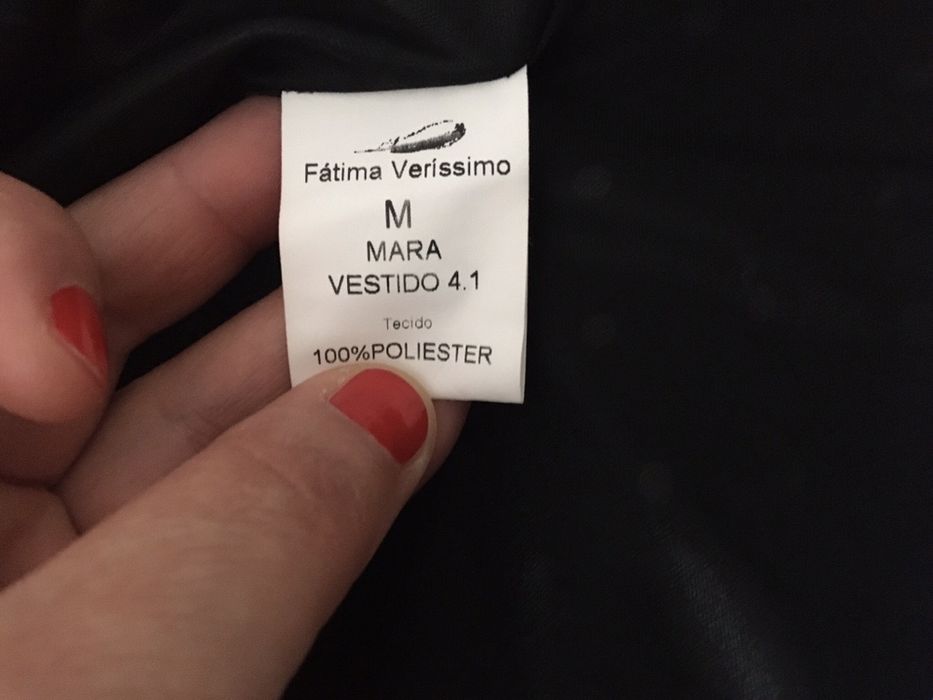 Fátima Veríssimo
M
MARA
VESTIDO 4.1
Tecido
100%POLIESTER